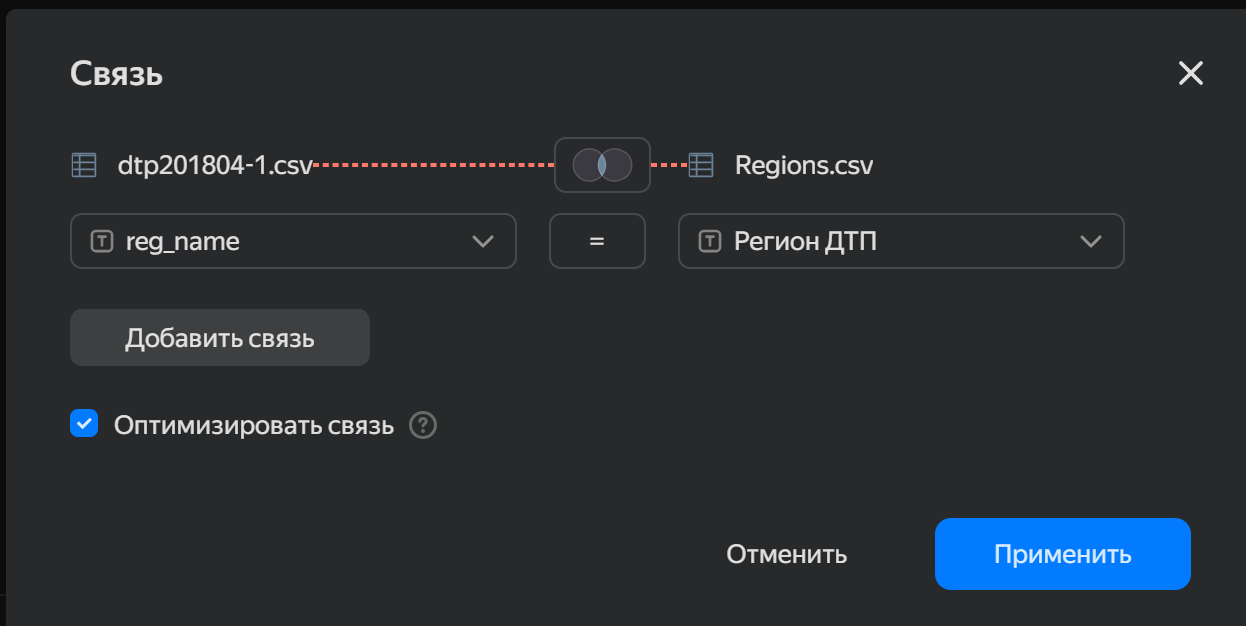 Связь
dtp201804-1.csv Regions.csv
reg_name = Регион ДТП
Добавить связь
Оптимизировать связь ?
Отменить Применить